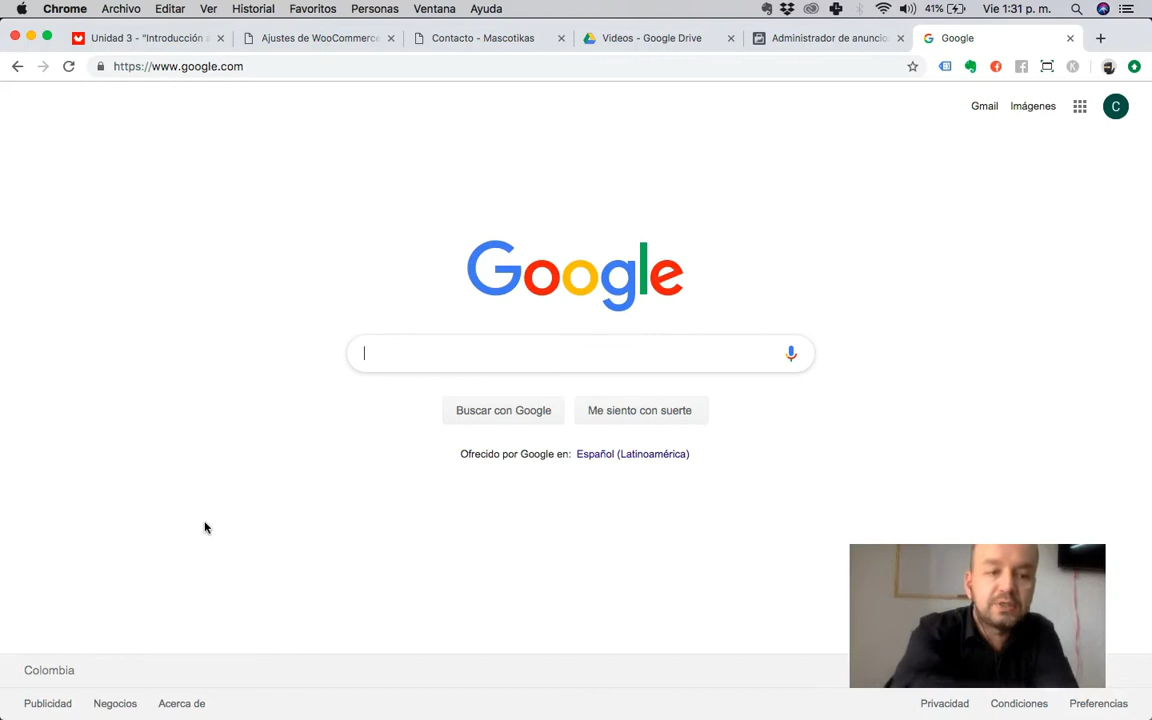 Chrome Archivo Editar Ver Historial Favoritos Personas Ventana Ayuda 41% Vie 1:31 p. m.
Unidad 3 - "Introducción a Ajustes de WooCommerce Contacto - Mascotikas Videos - Google Drive Administrador de anuncio Google
https://www.google.com
Gmail Imágenes C
Google
Buscar con Google Me siento con suerte
Ofrecido por Google en: Español (Latinoamérica)
Colombia
Publicidad Negocios Acerca de Privacidad Condiciones Preferencias